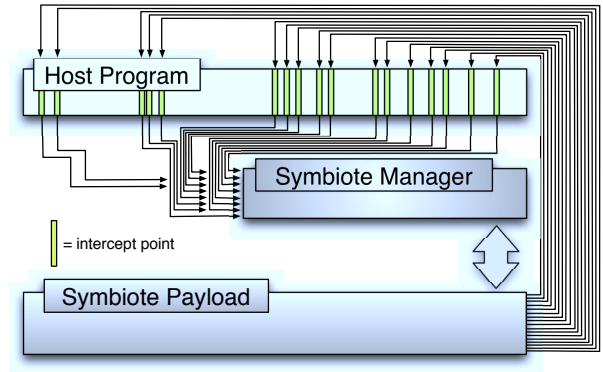 Host Program
Symbiote Manager
= intercept point
Symbiote Payload